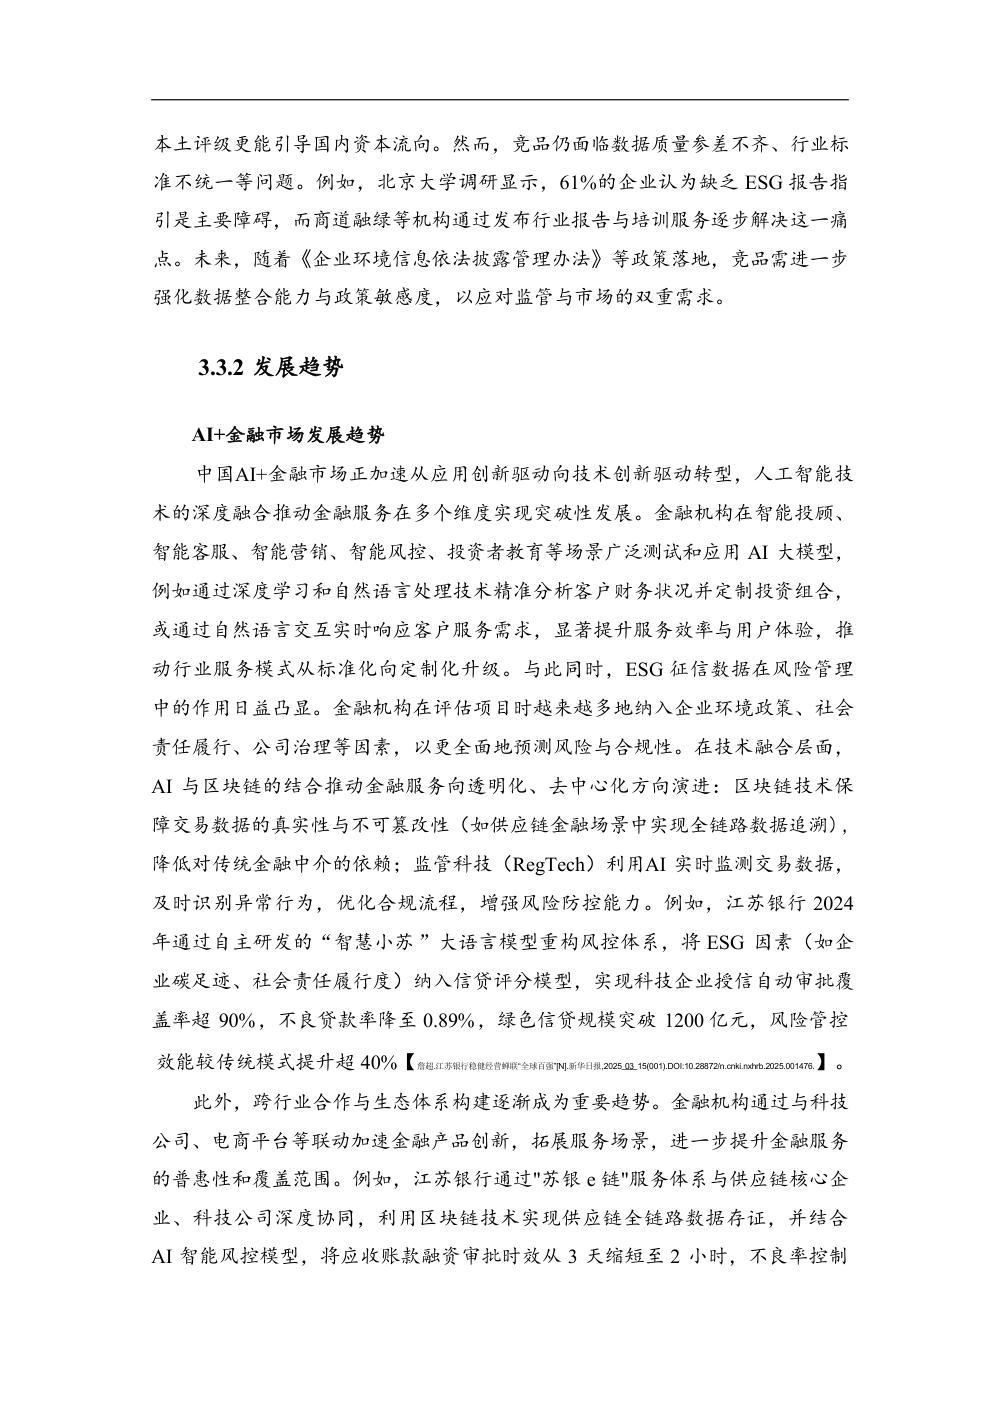 本土评级更能引导国内资本流向。然而，竞品仍面临数据质量参差不齐、行业标
准不统一等问题。例如，北京大学调研显示，61%的企业认为缺乏 ESG 报告指
引是主要障碍，而商道融绿等机构通过发布行业报告与培训服务逐步解决这一痛
点。未来，随着《企业环境信息依法披露管理办法》等政策落地，竞品需进一步
强化数据整合能力与政策敏感度，以应对监管与市场的双重需求。
3.3.2 发展趋势
AI+金融市场发展趋势
中国AI+金融市场正加速从应用创新驱动向技术创新驱动转型，人工智能技
术的深度融合推动金融服务在多个维度实现突破性发展。金融机构在智能投顾、
智能客服、智能营销、智能风控、投资者教育等场景广泛测试和应用 AI 大模型，
例如通过深度学习和自然语言处理技术精准分析客户财务状况并定制投资组合，
或通过自然语言交互实时响应客户服务需求，显著提升服务效率与用户体验，推
动行业服务模式从标准化向定制化升级。与此同时，ESG 征信数据在风险管理
中的作用日益凸显。金融机构在评估项目时越来越多地纳入企业环境政策、社会
责任履行、公司治理等因素，以更全面地预测风险与合规性。在技术融合层面，
AI 与区块链的结合推动金融服务向透明化、去中心化方向演进：区块链技术保
障交易数据的真实性与不可篡改性（如供应链金融场景中实现全链路数据追溯），
降低对传统金融中介的依赖；监管科技（RegTech）利用AI 实时监测交易数据，
及时识别异常行为，优化合规流程，增强风险防控能力。例如，江苏银行 2024
年通过自主研发的“智慧小苏”大语言模型重构风控体系，将 ESG 因素（如企
业碳足迹、社会责任履行度）纳入信贷评分模型，实现科技企业授信自动审批覆
盖率超 90%，不良贷款率降至 0.89%，绿色信贷规模突破 1200 亿元，风险管控
效能较传统模式提升超 40%【詹超.江苏银行稳健经营蝉联“全球百强”[N].新华日报,2025_03_15(001).DOI:10.28872/n.cnki.nxhrb.2025.001476.】。
此外，跨行业合作与生态体系构建逐渐成为重要趋势。金融机构通过与科技
公司、电商平台等联动加速金融产品创新，拓展服务场景，进一步提升金融服务
的普惠性和覆盖范围。例如，江苏银行通过"苏银 e 链"服务体系与供应链核心企
业、科技公司深度协同，利用区块链技术实现供应链全链路数据存证，并结合
AI 智能风控模型，将应收账款融资审批时效从 3 天缩短至 2 小时，不良率控制